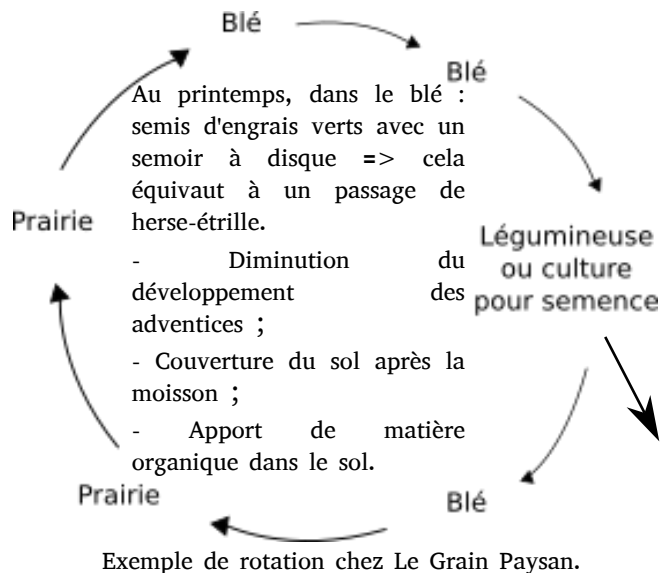 Blé
Blé
Au printemps, dans le blé :
semis d'engrais verts avec un
semoir à disque => cela
équivaut à un passage de
herse-étrille.
Prairie
Légumineuse
ou culture
pour semence
- Diminution du
développement des
adventices ;
- Couverture du sol après la
moisson ;
- Apport de matière
organique dans le sol.
Prairie
Blé
Exemple de rotation chez Le Grain Paysan.